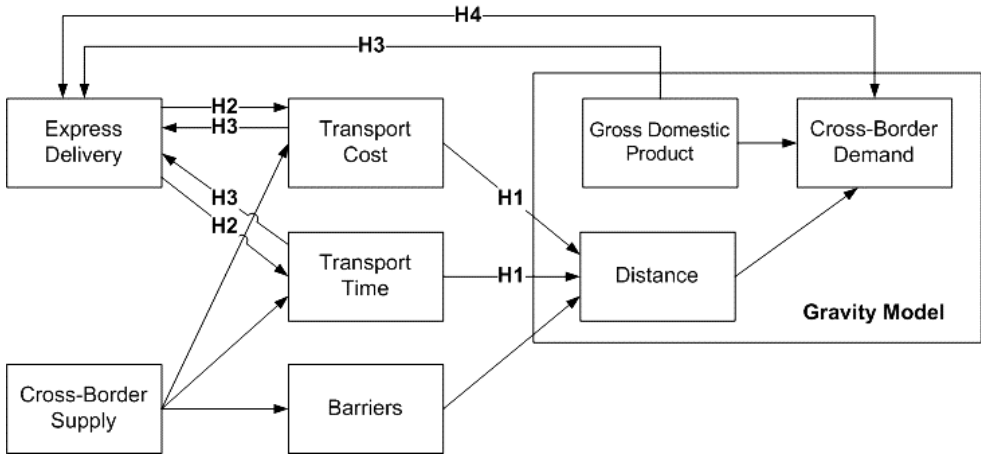 H4
H3
Express
Delivery
H2
H3
Transport
Cost
Gross Domestic
Product
Cross-Border
Demand
H3
H2
H1
Transport
Time
H1
Distance
Gravity Model
Cross-Border
Supply
Barriers